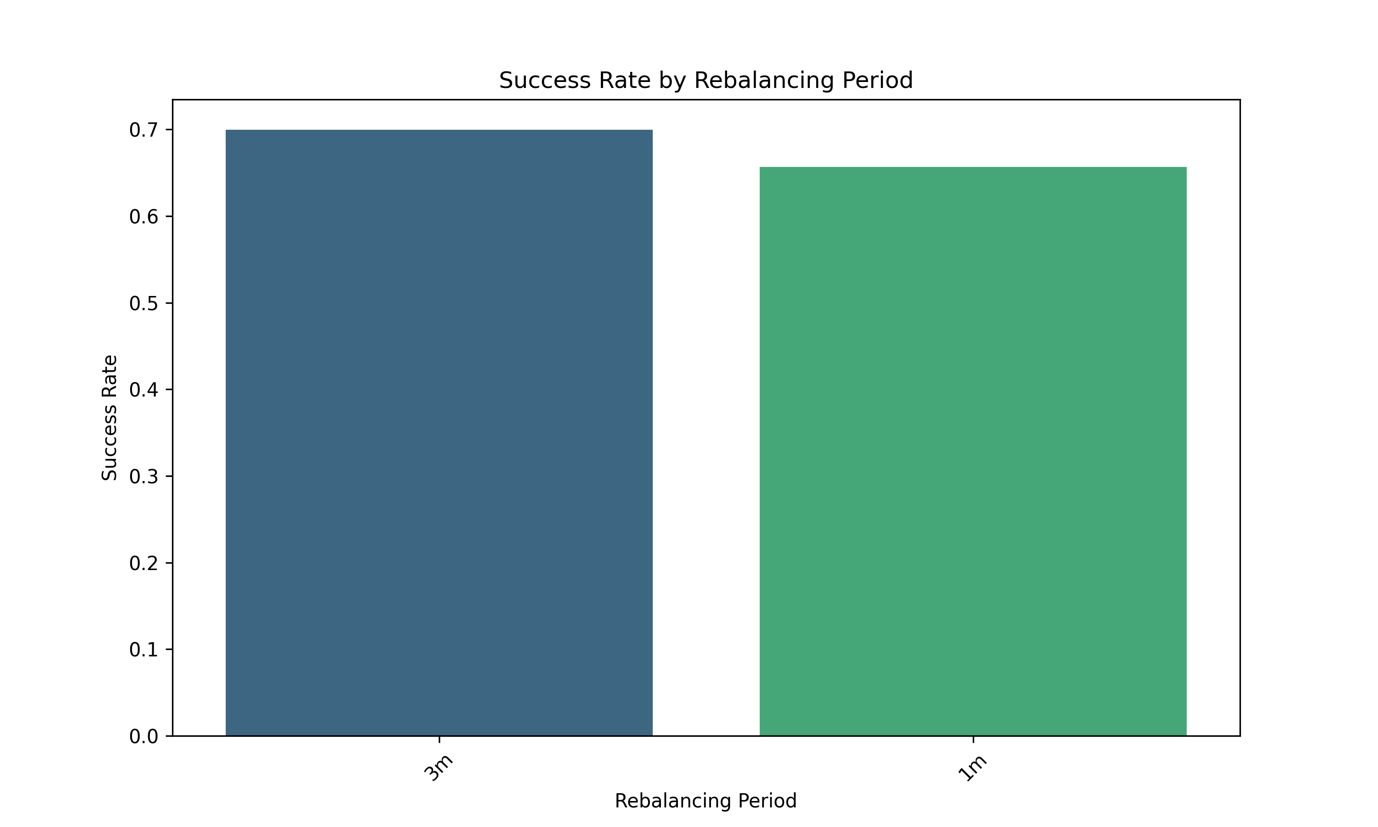 Success Rate by Rebalancing Period
Success Rate
0.7
0.6
0.5
0.4
0.3
0.2
0.1
0.0
3m
1m
Rebalancing Period